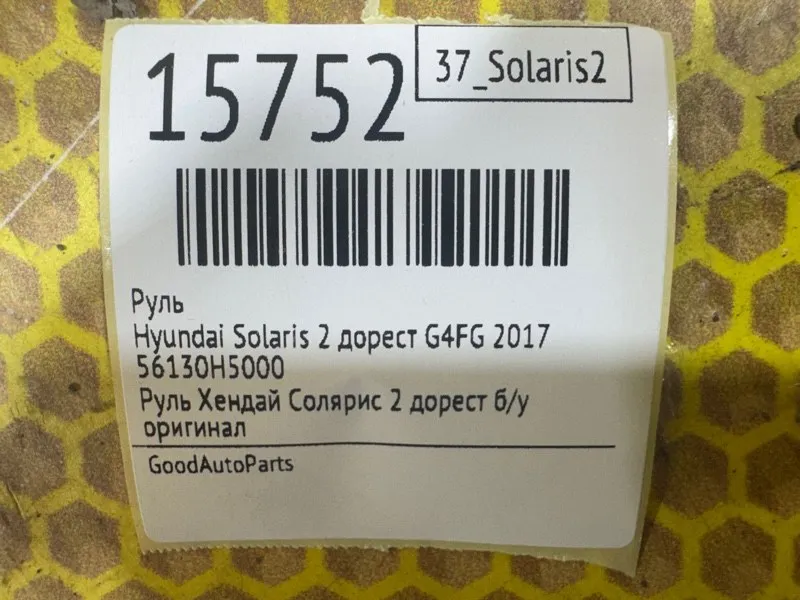 15752
37_Solaris2
Руль
Hyundai Solaris 2 дорест G4FG 2017
56130H5000
Руль Хендай Солярис 2 дорест б/у
оригинал
GoodAutoParts